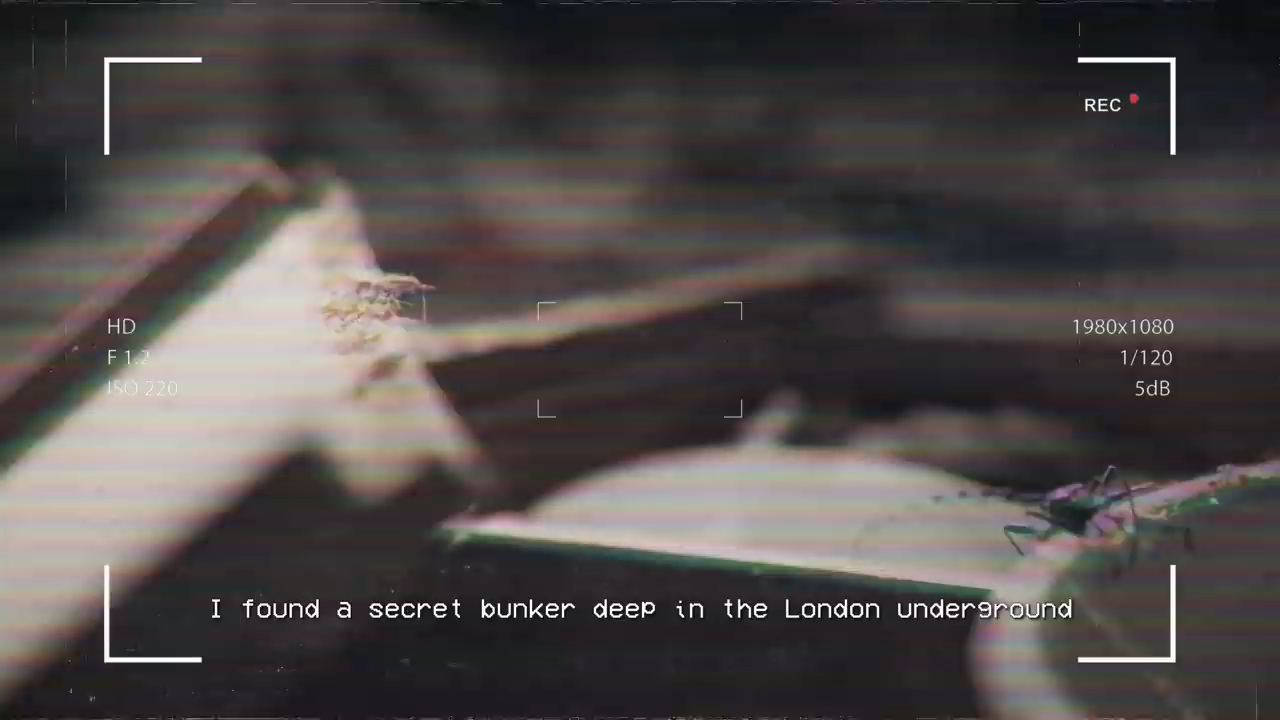 REC
HD
1980x1080
F 1.2
1/120
ISO 220
5dB
I found a secret bunker deep in the London underground